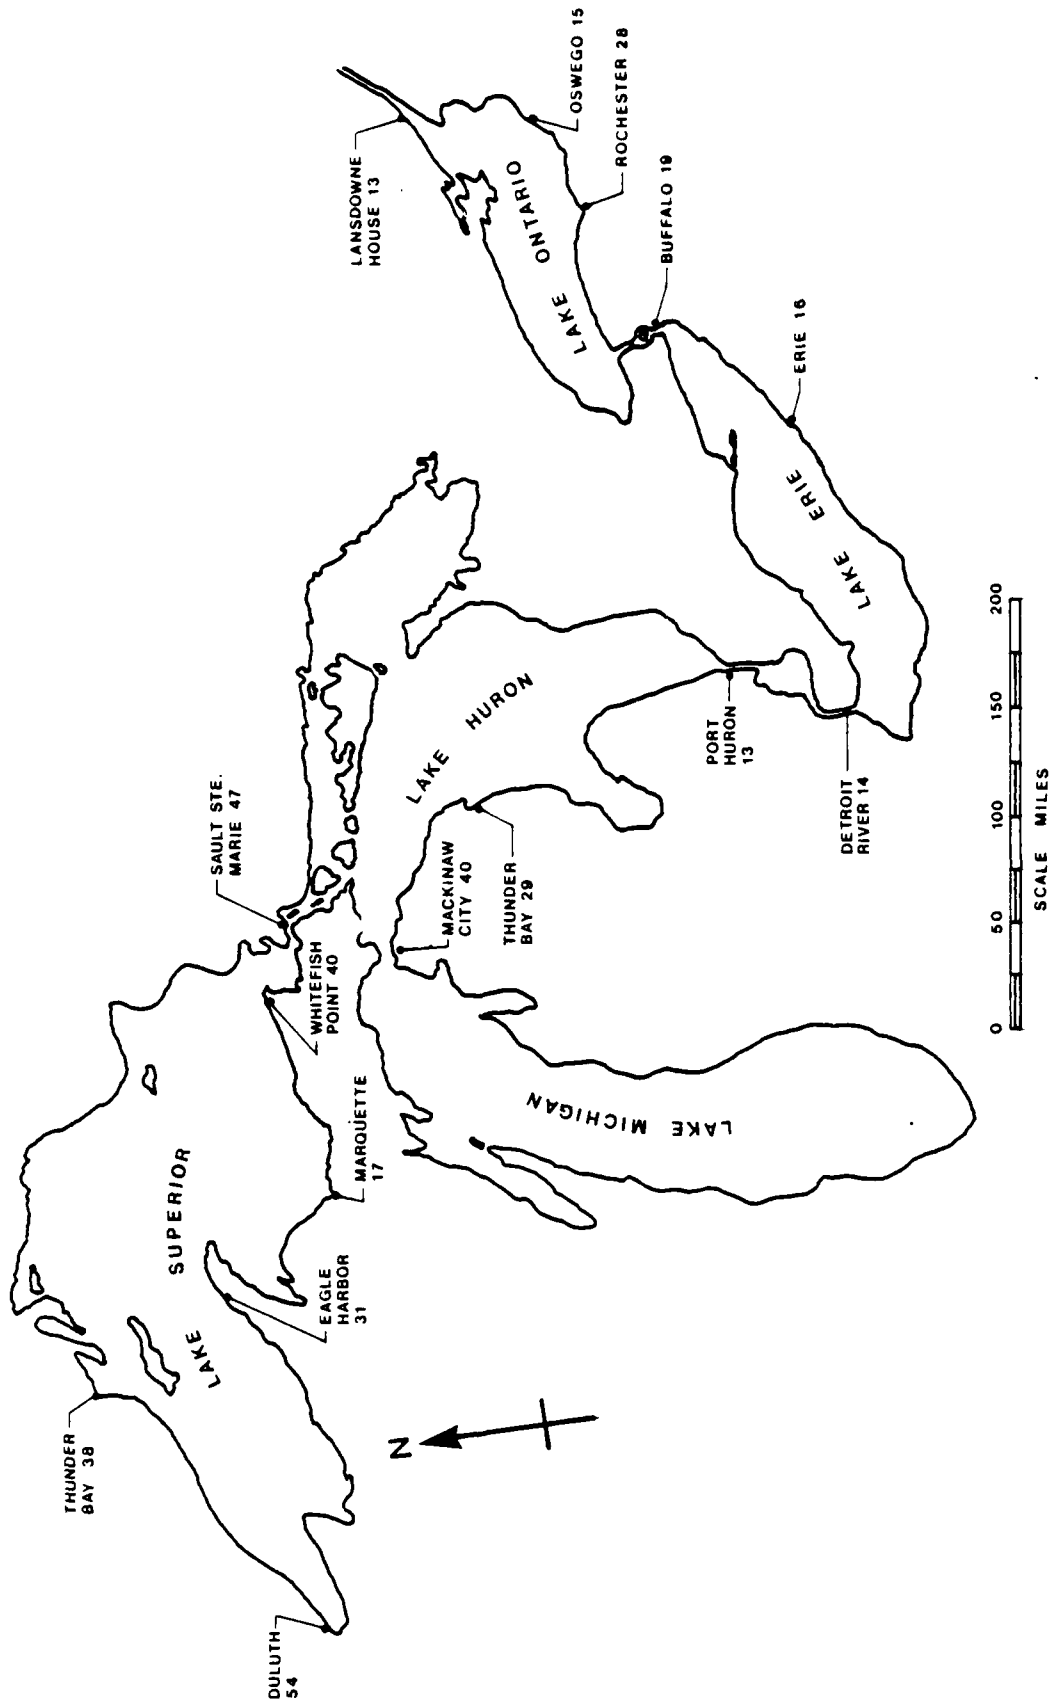 THUNDER
BAY 38
DULUTH
54
LAKE SUPERIOR
EAGLE
HARBOR
31
MARQUETTE
17
WHITEFISH
POINT 40
SAULT STE.
MARIE 47
N
LAKE MICHIGAN
MACKINAW
CITY 40
THUNDER
BAY 29
LAKE HURON
PORT
HURON
13
DETROIT
RIVER 14
LAKE ERIE
ERIE 16
BUFFALO 19
LAKE ONTARIO
LANSDOWNE
HOUSE 13
ROCHESTER 28
OSWEGO 15
0 50 100 150 200
SCALE MILES